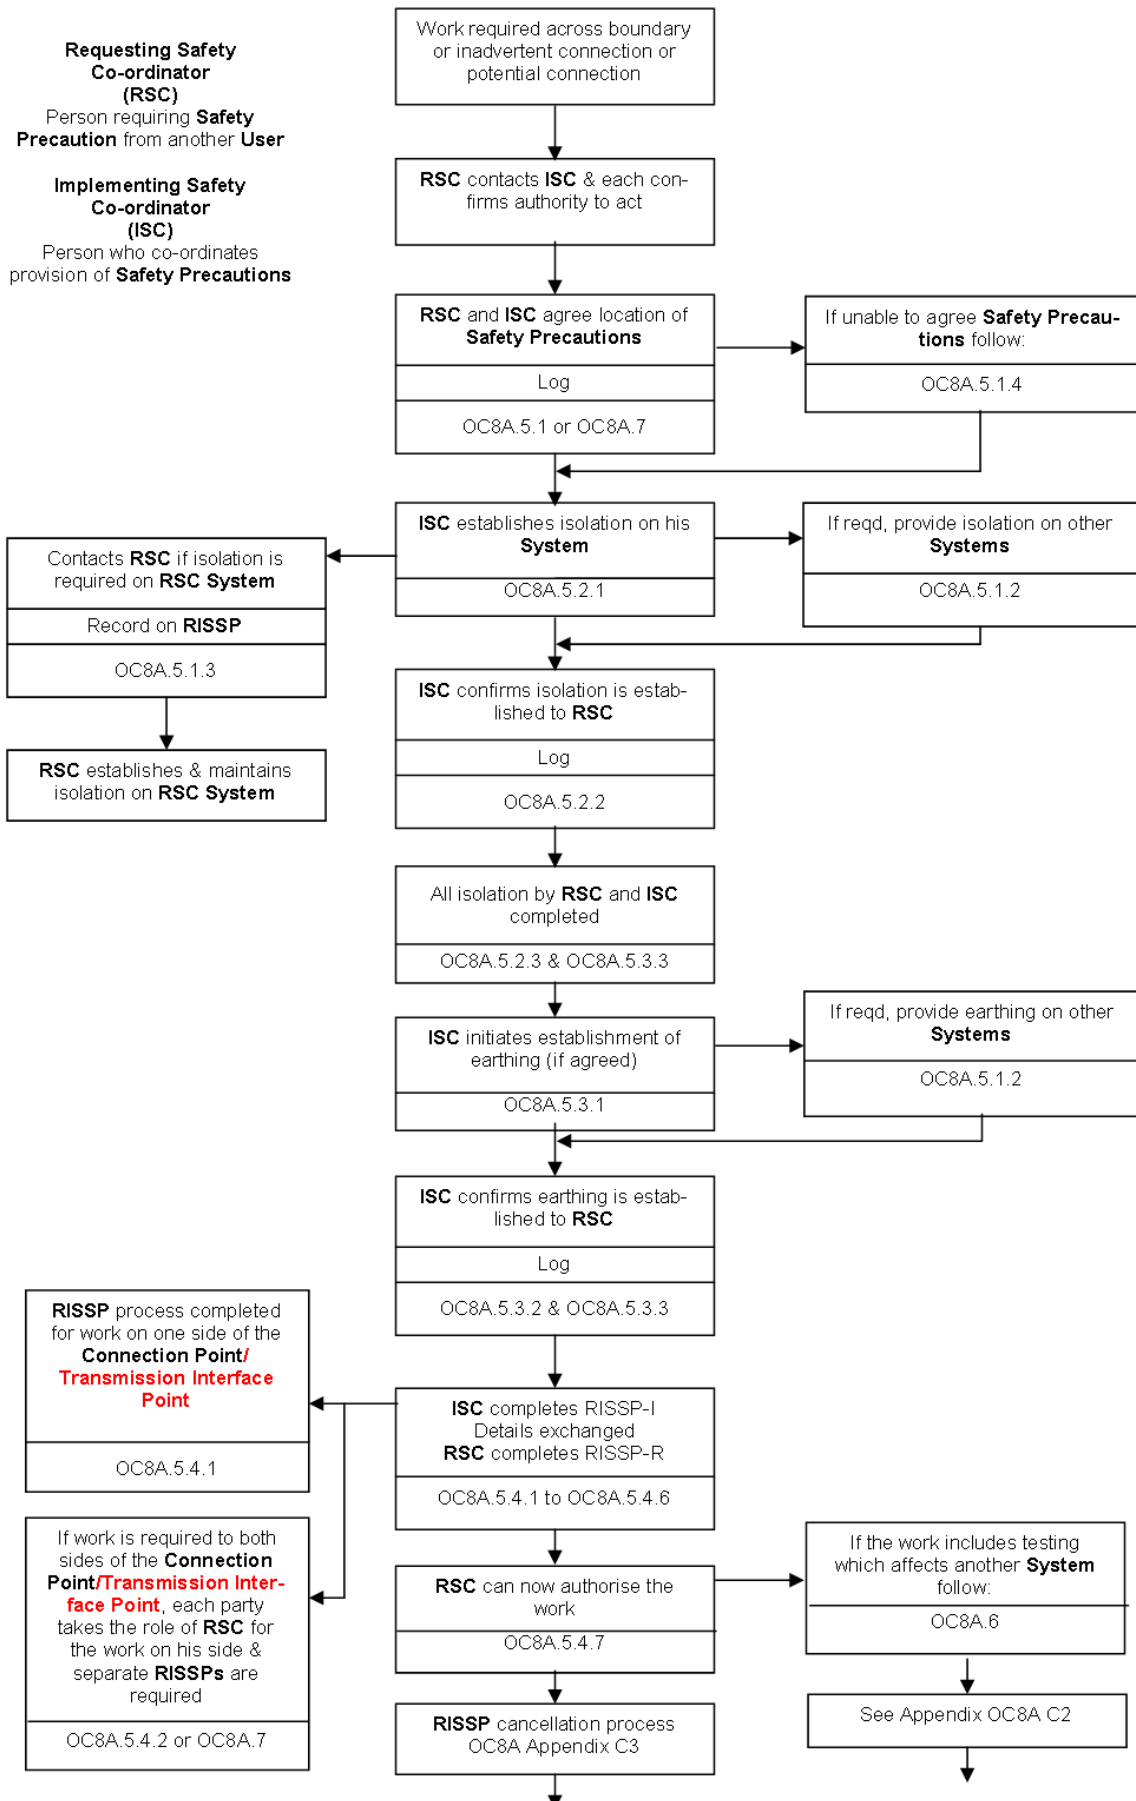 Requesting Safety
Co-ordinator
(RSC)
Person requiring Safety
Precaution from another User
Implementing Safety
Co-ordinator
(ISC)
Person who co-ordinates
provision of Safety Precautions
Work required across boundary
or inadvertent connection or
potential connection
RSC contacts ISC & each con-
firms authority to act
RSC and ISC agree location of
Safety Precautions
Log
OC8A.5.1 or OC8A.7
If unable to agree Safety Precau-
tions follow:
OC8A.5.1.4
ISC establishes isolation on his
System
OC8A.5.2.1
If reqd, provide isolation on other
Systems
OC8A.5.1.2
Contacts RSC if isolation is
required on RSC System
Record on RISSP
OC8A.5.1.3
RSC establishes & maintains
isolation on RSC System
ISC confirms isolation is estab-
lished to RSC
Log
OC8A.5.2.2
All isolation by RSC and ISC
completed
OC8A.5.2.3 & OC8A.5.3.3
ISC initiates establishment of
earthing (if agreed)
OC8A.5.3.1
If reqd, provide earthing on other
Systems
OC8A.5.1.2
ISC confirms earthing is estab-
lished to RSC
Log
OC8A.5.3.2 & OC8A.5.3.3
RISSP process completed
for work on one side of the
Connection Point/
Transmission Interface
Point
OC8A.5.4.1
ISC completes RISSP-I
Details exchanged
RSC completes RISSP-R
OC8A.5.4.1 to OC8A.5.4.6
If work is required to both
sides of the Connection
Point/Transmission Inter-
face Point, each party
takes the role of RSC for
the work on his side &
separate RISSPs are
required
OC8A.5.4.2 or OC8A.7
RSC can now authorise the
work
OC8A.5.4.7
If the work includes testing
which affects another System
follow:
OC8A.6
See Appendix OC8A C2
RISSP cancellation process
OC8A Appendix C3